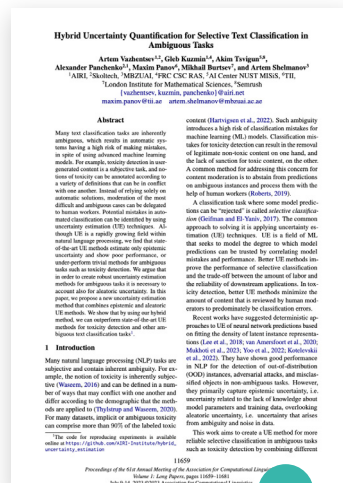 Hybrid Uncertainty Quantification for Selective Text Classification in
Ambiguous Tasks
Artem Vazhentsev1,2, Gleb Kuzmin1,4, Akim Tsvigun5,8,
Alexander Panchenko2,1, Maxim Panov6, Mikhail Burtsev7, and Artem Shelmanov3
1AIRI, 2Skoltech, 3MBZUAI, 4FRC CSC RAS, 5AI Center NUST MISiS, 6TII,
7London Institute for Mathematical Sciences, 8Semrush
{vazhentsev, kuzmin, panchenko}@airi.net
maxim.panov@tii.ae artem.shelmanov@mbzuai.ac.ae
Abstract
Many text classification tasks are inherently
ambiguous, which results in automatic sys-
tems having a high risk of making mistakes,
in spite of using advanced machine learning
models. For example, toxicity detection in user-
generated content is a subjective task, and no-
tions of toxicity can be annotated according to
a variety of definitions that can be in conflict
with one another. Instead of relying solely on
automatic solutions, moderation of the most
difficult and ambiguous cases can be delegated
to human workers. Potential mistakes in auto-
mated classification can be identified by using
uncertainty estimation (UE) techniques. Al-
though UE is a rapidly growing field within
natural language processing, we find that state-
of-the-art UE methods estimate only epistemic
uncertainty and show poor performance, or
under-perform trivial methods for ambiguous
tasks such as toxicity detection. We argue that
in order to create robust uncertainty estimation
methods for ambiguous tasks it is necessary to
account also for aleatoric uncertainty. In this
paper, we propose a new uncertainty estimation
method that combines epistemic and aleatoric
UE methods. We show that by using our hybrid
method, we can outperform state-of-the-art UE
methods for toxicity detection and other am-
biguous text classification tasks1.
1 Introduction
Many natural language processing (NLP) tasks are
subjective and contain inherent ambiguity. For ex-
ample, the notion of toxicity is inherently subjec-
tive (Waseem, 2016) and can be defined in a num-
ber of ways that may conflict with one another and
differ according to the demographic that the meth-
ods are applied to (Thylstrup and Waseem, 2020).
For many datasets, implicit or ambiguous toxicity
can comprise more than 90% of the labeled toxic
1The code for reproducing experiments is available
online at https://github.com/AIRI-Institute/hybrid_
uncertainty_estimation
content (Hartvigsen et al., 2022). Such ambiguity
introduces a high risk of classification mistakes for
machine learning (ML) models. Classification mis-
takes for toxicity detection can result in the removal
of legitimate non-toxic content on one hand, and
the lack of sanction for toxic content, on the other.
A common method for addressing this concern for
content moderation is to abstain from predictions
on ambiguous instances and process them with the
help of human workers (Roberts, 2019).
A classification task where some model predic-
tions can be "rejected" is called selective classifica-
tion (Geifman and El-Yaniv, 2017). The common
approach to solving it is applying uncertainty es-
timation (UE) techniques. UE is a field of ML
that seeks to model the degree to which model
predictions can be trusted by correlating model
mistakes and performance. Better UE methods im-
prove the performance of selective classification
and the trade-off between the amount of labor and
the reliability of downstream applications. In tox-
icity detection, better UE methods minimize the
amount of content that is reviewed by human mod-
erators to predominately be classification errors.
Recent works have suggested deterministic ap-
proaches to UE of neural network predictions based
on fitting the density of latent instance representa-
tions (Lee et al., 2018; van Amersfoort et al., 2020;
Mukhoti et al., 2023; Yoo et al., 2022; Kotelevskii
et al., 2022). They have shown good performance
in NLP for the detection of out-of-distribution
(OOD) instances, adversarial attacks, and misclas-
sified objects in non-ambiguous tasks. However,
they primarily capture epistemic uncertainty, i.e.
uncertainty related to the lack of knowledge about
model parameters and training data, overlooking
aleatoric uncertainty, i.e. uncertainty that arises
from ambiguity and noise in data.
This work aims to create a UE method for more
reliable selective classification in ambiguous tasks
such as toxicity detection by combining different
11659
Proceedings of the 61st Annual Meeting of the Association for Computational
Volume 1: Long Papers, pages 11659–11681